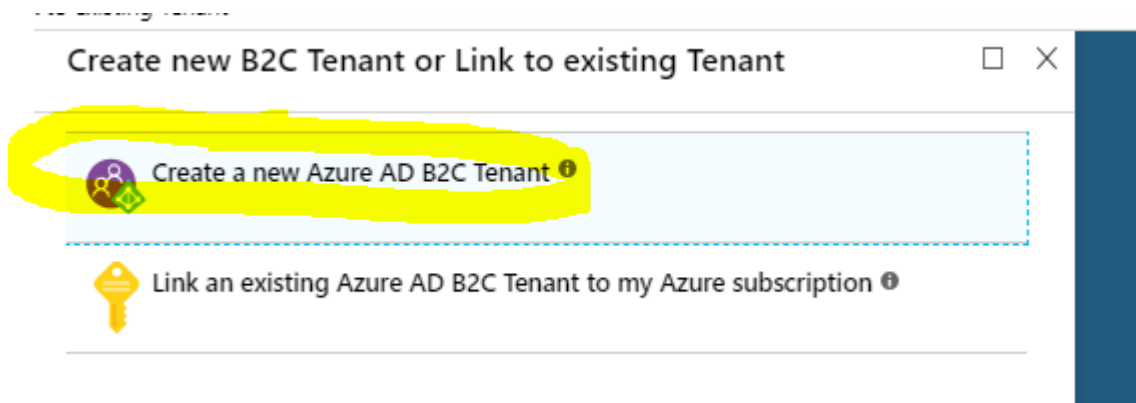 Create new B2C Tenant or Link to existing Tenant
Create a new Azure AD B2C Tenant
Link an existing Azure AD B2C Tenant to my Azure subscription